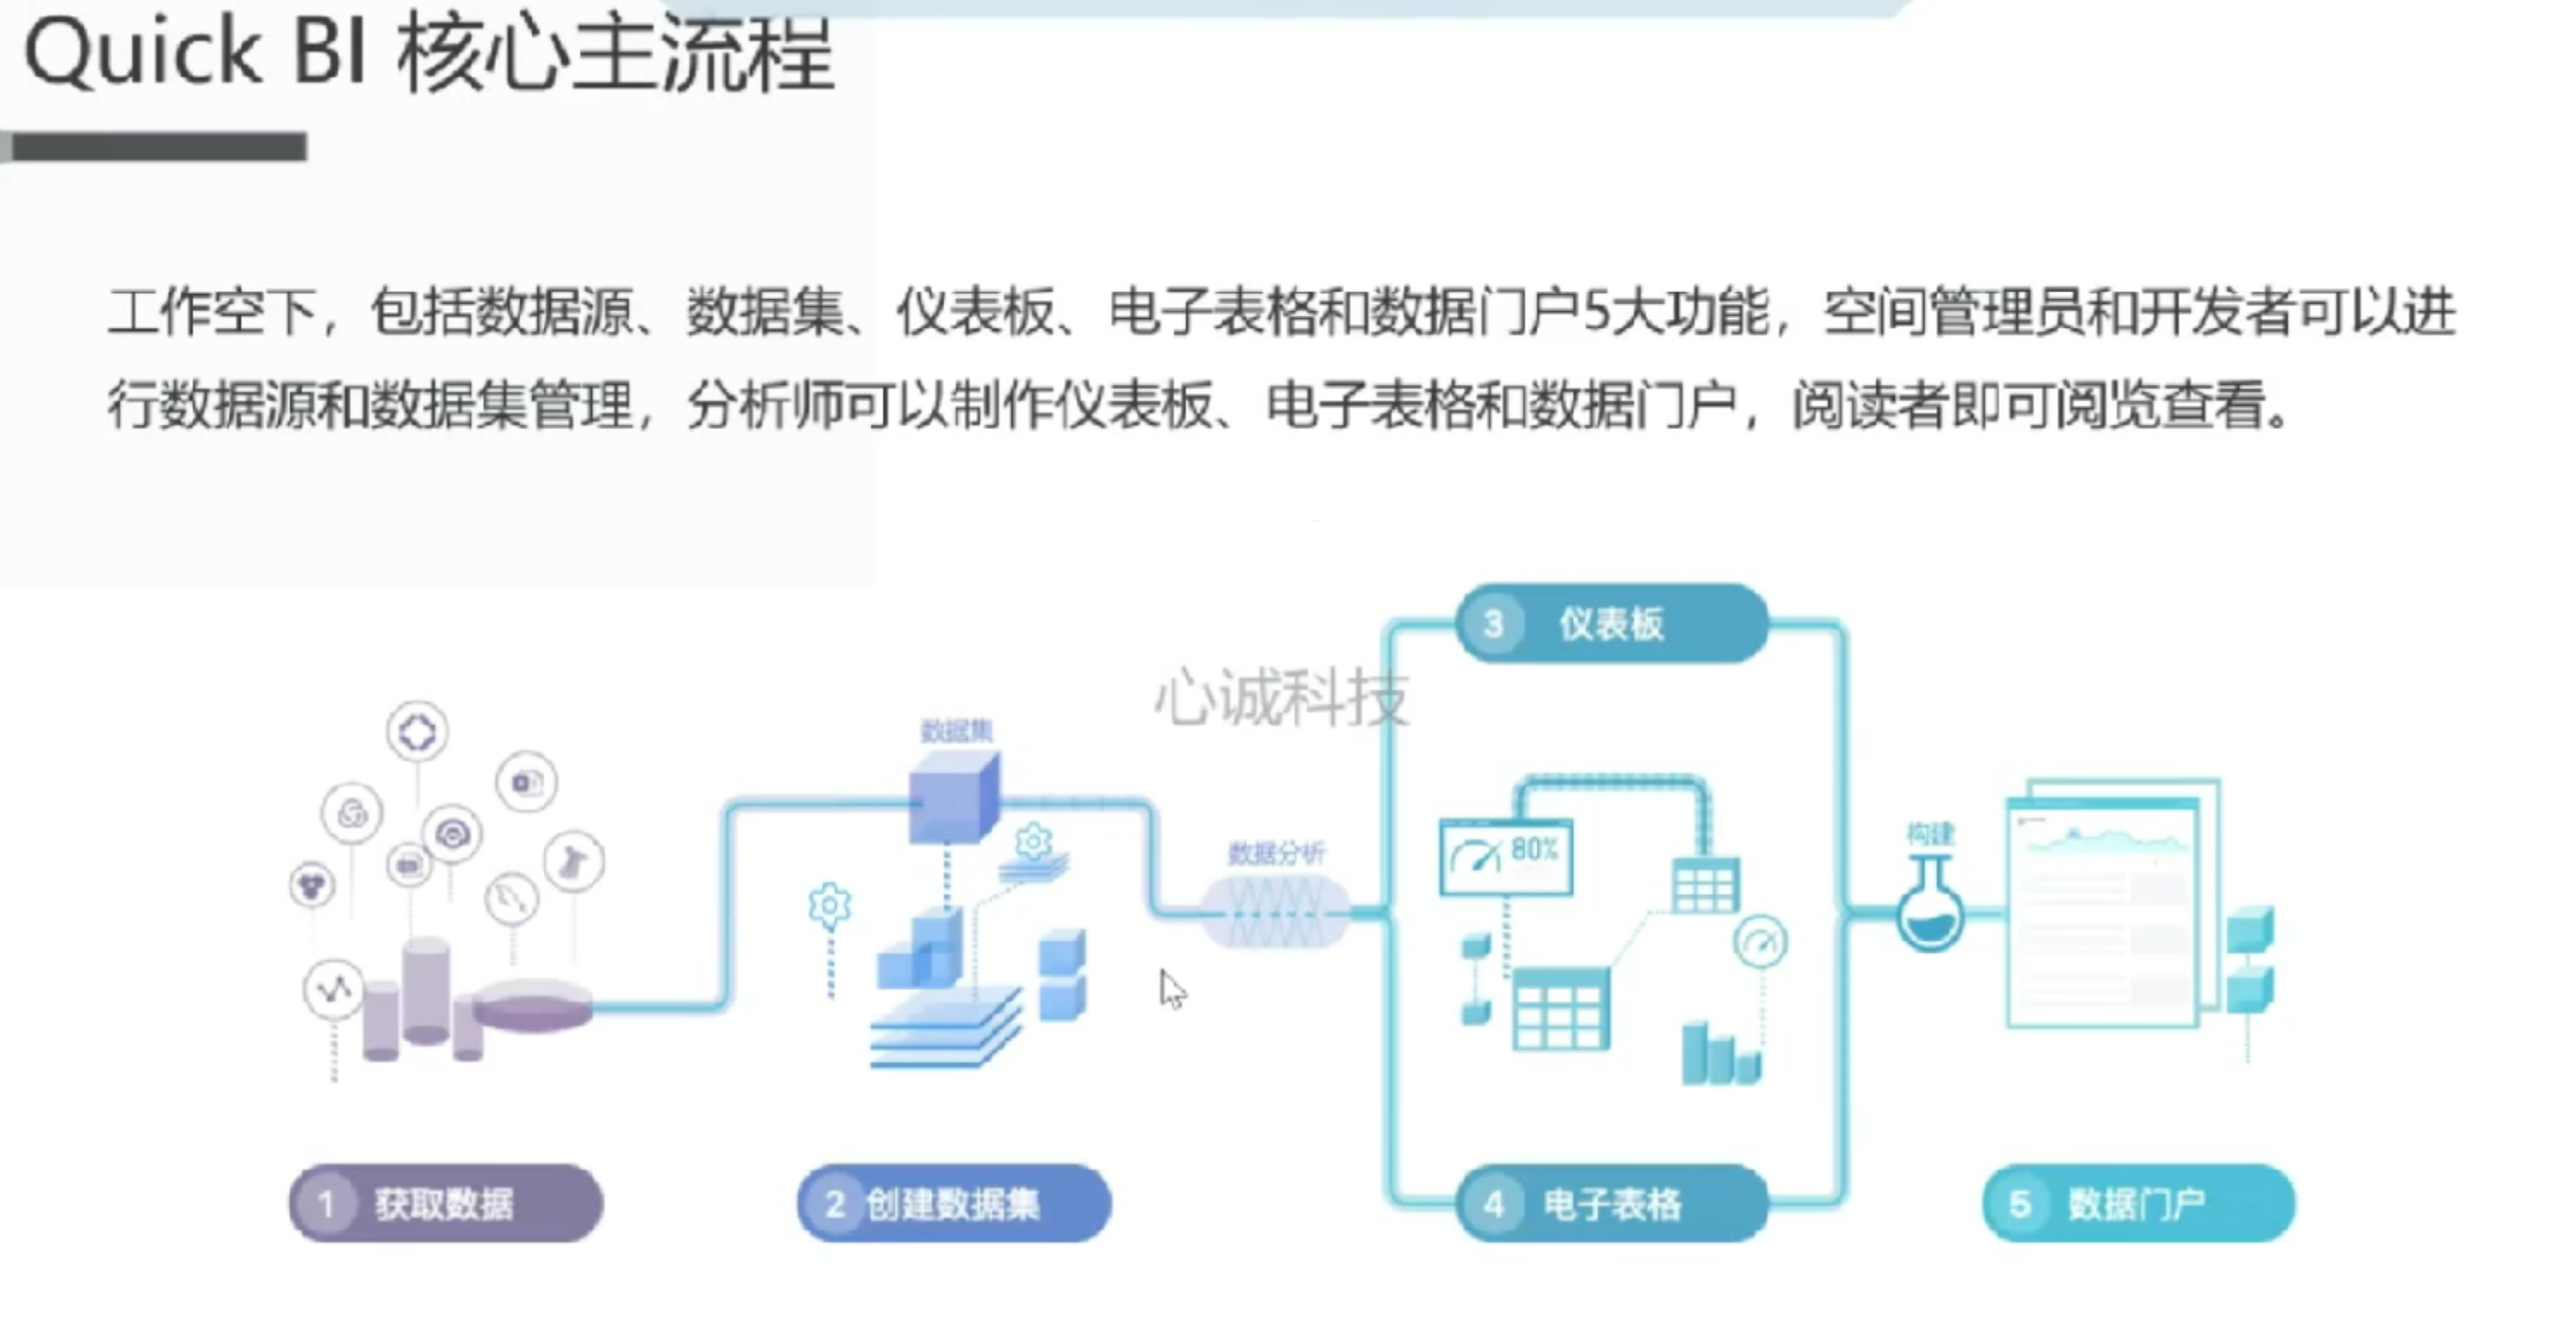 Quick BI 核心主流程
工作空下，包括数据源、数据集、仪表板、电子表格和数据门户5大功能，空间管理员和开发者可以进
行数据源和数据集管理，分析师可以制作仪表板、电子表格和数据门户，阅读者即可阅览查看。
3 仪表板
心诚科技
数据集
数据分析
80%
构建
1 获取数据
2 创建数据集
4 电子表格
5 数据门户